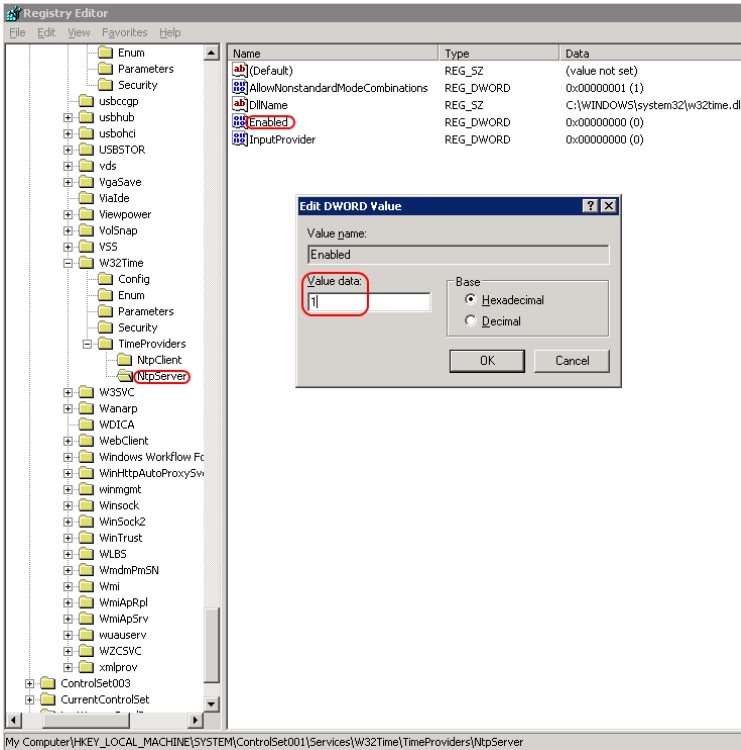 Registry Editor
File Edit View Favorites Help
Enum
Parameters
Security
usbccgp
usbhub
usbohci
USBSTOR
vds
VgaSave
ViaIde
Viewpower
VolSnap
VSS
W32Time
Config
Enum
Parameters
Security
TimeProviders
NtpClient
NtpServer
W3SVC
Wanarp
WDICA
WebClient
Windows Workflow Fo
WinHttpAutoProxySv
winmgmt
Winsock
WinSock2
WinTrust
WLBS
WmdmPmSN
Wmi
WmiApRpl
WmiApSrv
wuauserv
WZCSVC
xmlprov
ControlSet003
CurrentControlSet
Name Type Data
(Default) REG_SZ (value not set)
AllowNonstandardModeCombinations REG_DWORD 0x00000001 (1)
DllName REG_SZ C:\WINDOWS\system32\w32time.dl
Enabled REG_DWORD 0x00000000 (0)
InputProvider REG_DWORD 0x00000000 (0)
Edit DWORD Value
Value name:
Enabled
Value data:
1
Base
Hexadecimal
Decimal
OK Cancel
My Computer\HKEY_LOCAL_MACHINE\SYSTEM\ControlSet001\Services\W32Time\TimeProviders\NtpServer